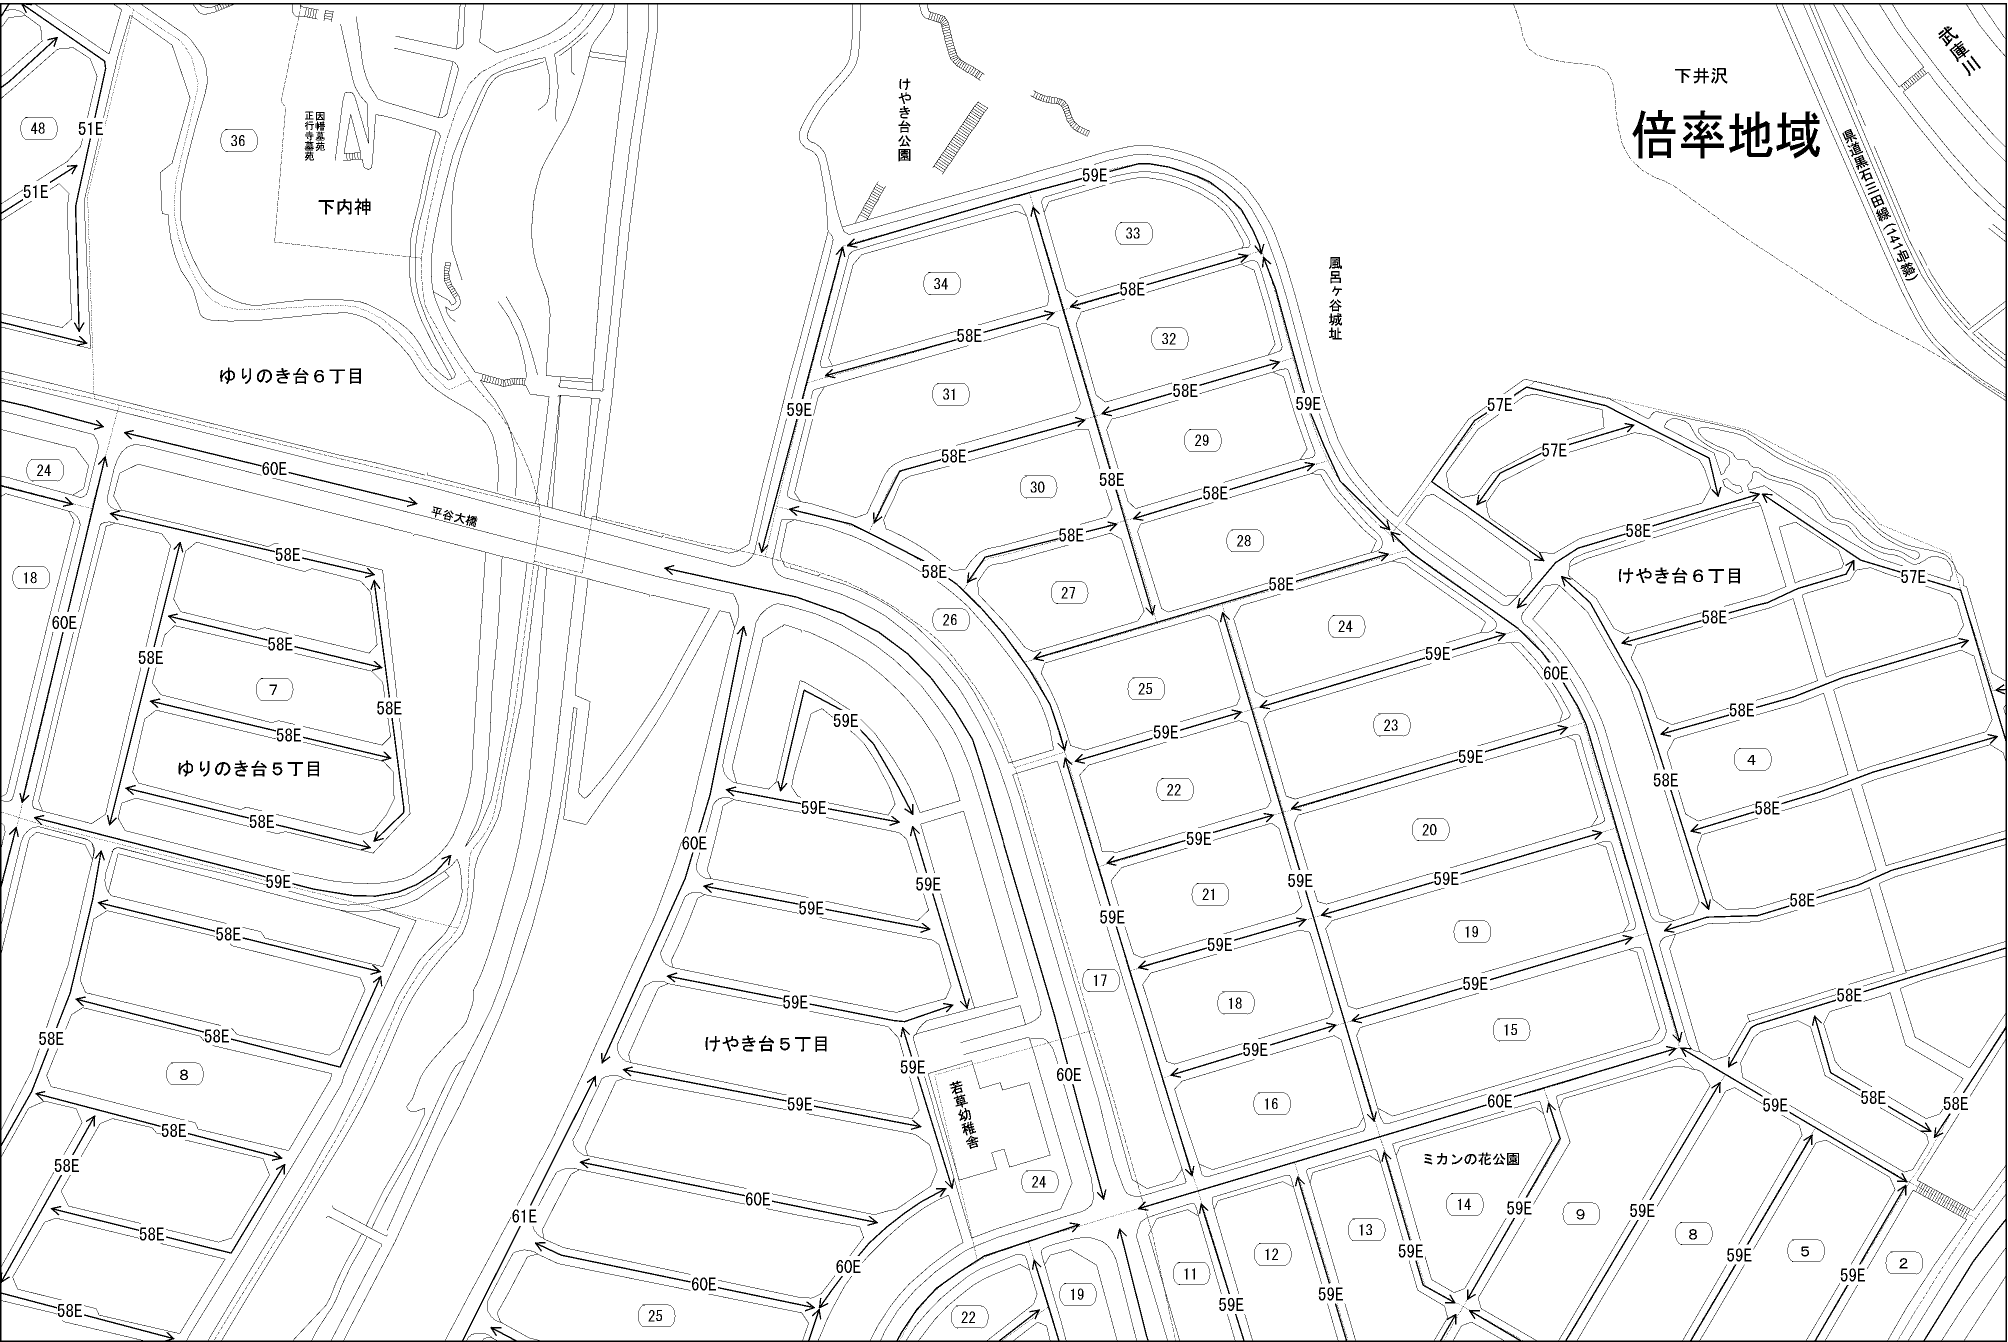 武庫川
下井沢
倍率地域
県道黒石三田線(141号線)
けやき台公園
48
51E
36
因幡墓苑
正行寺墓苑
下内神
51E
59E
33
34
58E
風呂ヶ谷城址
58E
32
ゆりのき台６丁目
31
58E
59E
59E
57E
29
57E
58E
24
60E
58E
30
58E
58E
平谷大橋
58E
58E
28
58E
18
58E
58E
27
58E
けやき台６丁目
57E
60E
26
24
58E
58E
58E
59E
60E
7
25
58E
58E
59E
23
58E
58E
59E
59E
4
ゆりのき台５丁目
58E
22
59E
58E
58E
20
60E
59E
59E
59E
59E
59E
59E
21
58E
58E
59E
59E
19
59E
17
59E
58E
18
59E
58E
58E
15
けやき台５丁目
59E
59E
8
60E
若草幼稚舎
16
60E
58E
58E
59E
59E
58E
58E
ミカンの花公園
24
60E
14
9
59E
59E
61E
13
8
58E
12
59E
59E
5
2
60E
60E
11
59E
59E
59E
58E
25
22
19